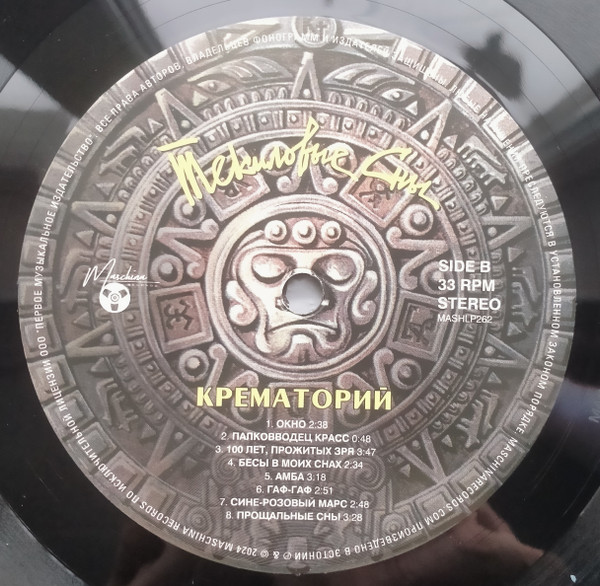 Текиловые Сны
Maschina
SIDE B
33 RPM
STEREO
MASHLP262
КРЕМАТОРИЙ
1. ОКНО 2:38
2. ПАПКОВВОДЕЦ КРАСС 0:48
3. 100 ЛЕТ, ПРОЖИТЫХ ЗРЯ 3:47
4. БЕСЫ В МОИХ СНАХ 2:34
5. АМБА 3.18
6. ГАФ-ГАФ 2:51
7. СИНЕ-РОЗОВЫЙ МАРС 2:48
8. ПРОЩАЛЬНЫЕ СНЫ 3:28
℗ & © 2024 MASCHINA RECORDS ПО ИСКЛЮЧИТЕЛЬНОЙ ЛИЦЕНЗИИ ООО "ПЕРВОЕ МУЗЫКАЛЬНОЕ ИЗДАТЕЛЬСТВО". ВСЕ ПРАВА АВТОРОВ, ВЛАДЕЛЬЦЕВ ФОНОГРАММ И ИЗДАТЕЛЕЙ ЗАЩИЩЕНЫ. ПРЕСЛЕДУЮТСЯ В УСТАНОВЛЕННОМ ЗАКОНОМ ПОРЯДКЕ. MASCHINARECORDS.COM ПРОИЗВЕДЕНО В ЭСТОНИИ